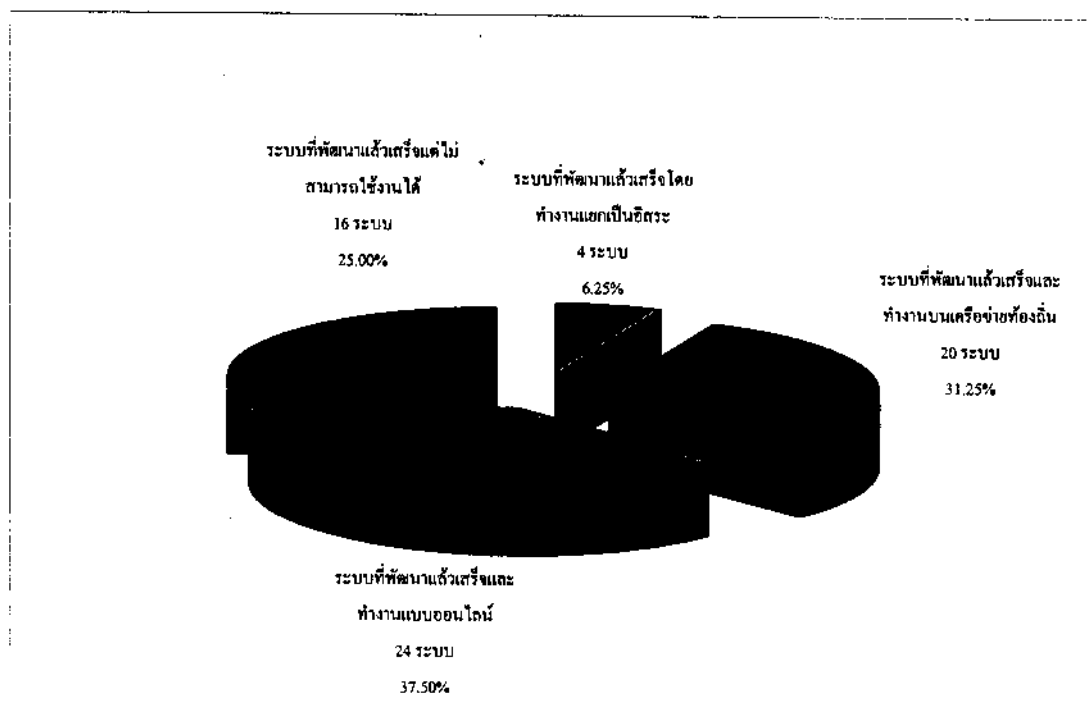 ระบบที่พัฒนาแล้วเสร็จแต่ไม่
สามารถใช้งานได้
16 ระบบ
25.00%
ระบบที่พัฒนาแล้วเสร็จโดย
ทำงานแยกเป็นอิสระ
4 ระบบ
6.25%
ระบบที่พัฒนาแล้วเสร็จและ
ทำงานบนเครือข่ายท้องถิ่น
20 ระบบ
31.25%
ระบบที่พัฒนาแล้วเสร็จและ
ทำงานแบบออนไลน์
24 ระบบ
37.50%